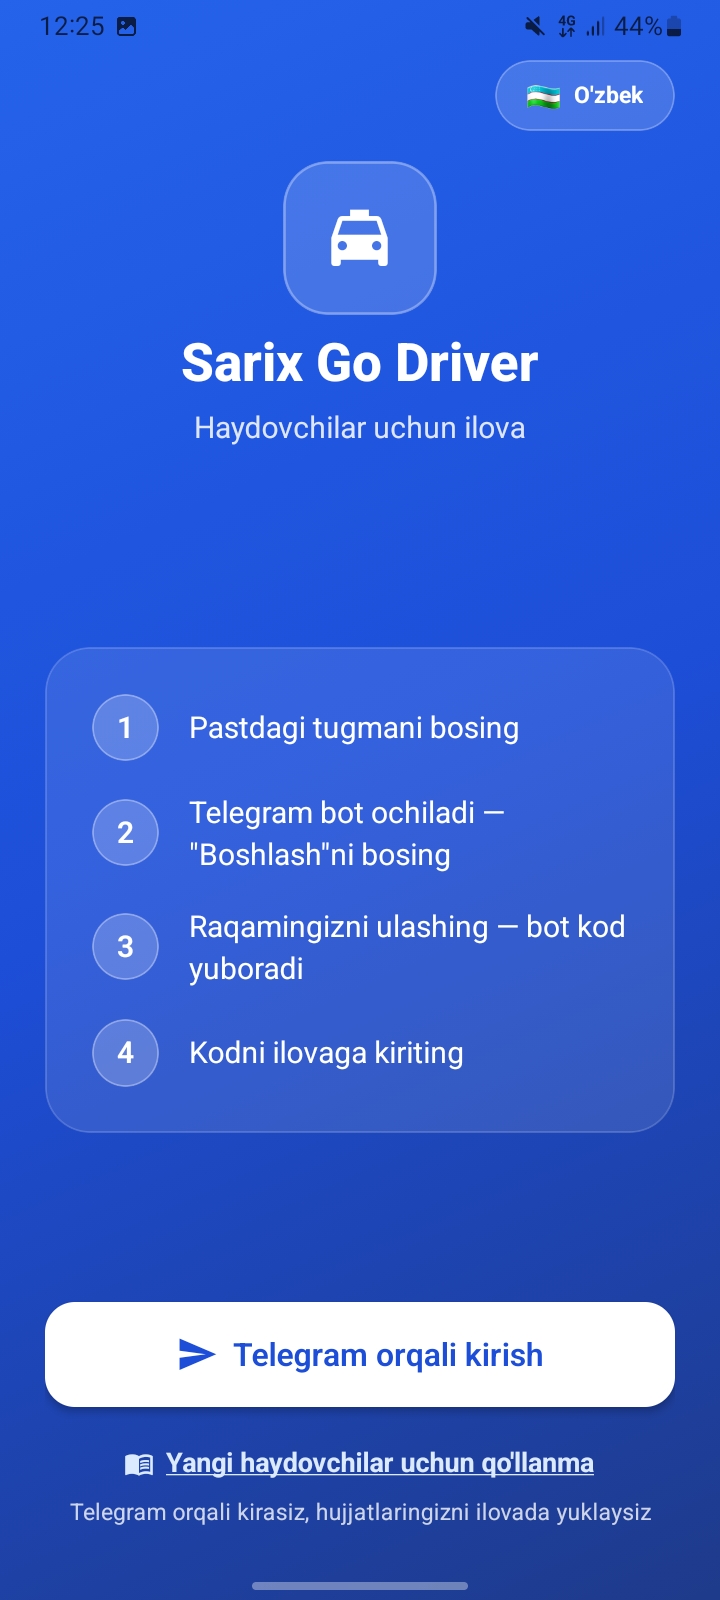 12:25
4G
44%
O'zbek
Sarix Go Driver
Haydovchilar uchun ilova
1
Pastdagi tugmani bosing
2
Telegram bot ochiladi —
"Boshlash"ni bosing
3
Raqamingizni ulashing — bot kod
yuboradi
4
Kodni ilovaga kiriting
Telegram orqali kirish
Yangi haydovchilar uchun qo'llanma
Telegram orqali kirasiz, hujjatlaringizni ilovada yuklaysiz